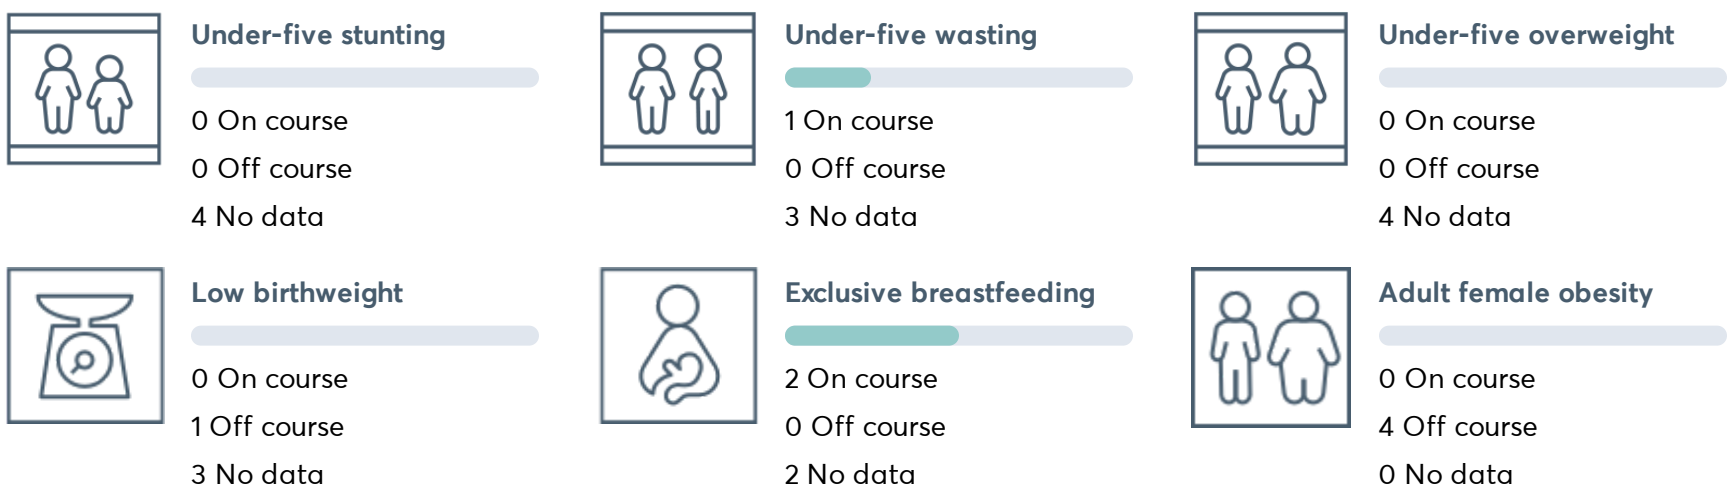 Under-five stunting
0 On course
0 Off course
4 No data
Under-five wasting
1 On course
0 Off course
3 No data
Under-five overweight
0 On course
0 Off course
4 No data
Low birthweight
0 On course
1 Off course
3 No data
Exclusive breastfeeding
2 On course
0 Off course
2 No data
Adult female obesity
0 On course
4 Off course
0 No data